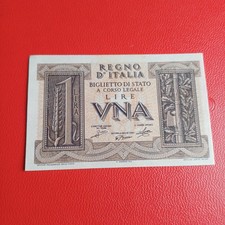 REGNO
D'ITALIA
BIGLIETTO DI STATO
A CORSO LEGALE
LIRE
VNA